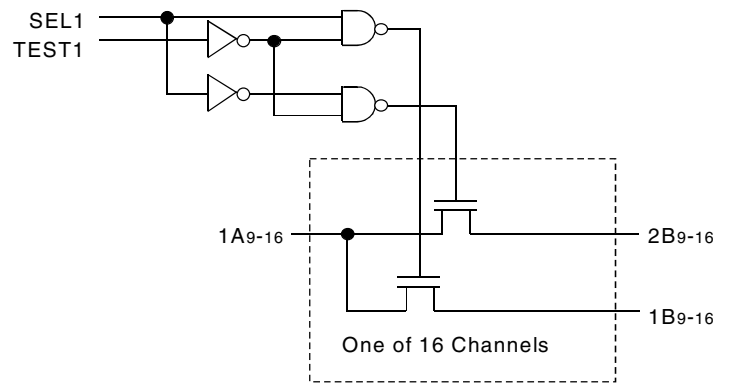 SEL1
TEST1
1A9-16
2B9-16
1B9-16
One of 16 Channels